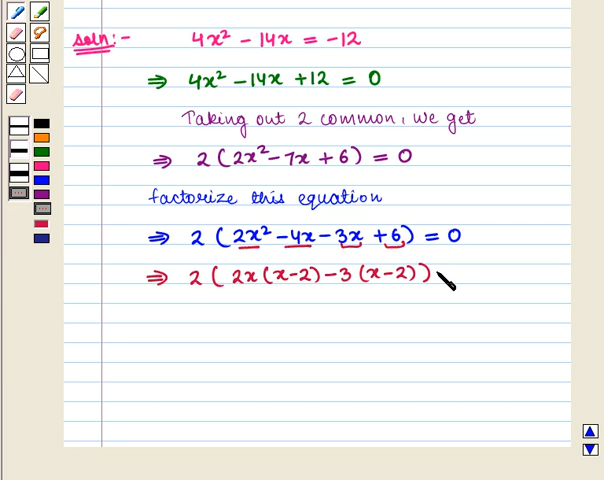 Soln:- 4x² - 14x = -12
⇒ 4x² - 14x + 12 = 0
Taking out 2 common, we get
⇒ 2 (2x² - 7x + 6) = 0
factorize this equation
⇒ 2 (2x² - 4x - 3x + 6) = 0
⇒ 2 ( 2x (x-2) - 3 (x-2))